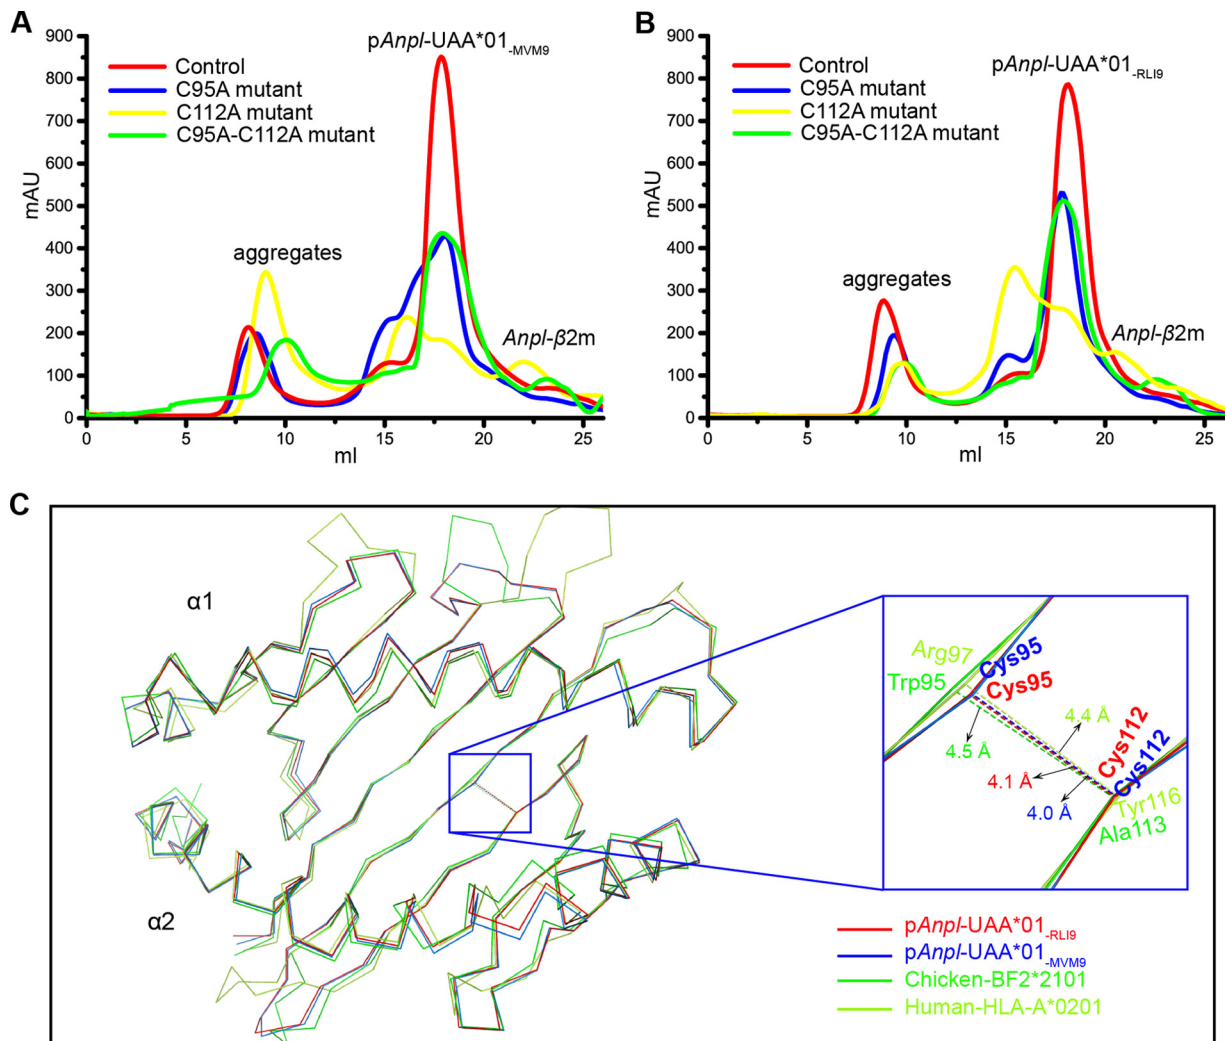 A
pAnpl-UAA*01-MVM9
Control
C95A mutant
C112A mutant
C95A-C112A mutant
aggregates
Anpl-β2m
mAU
900
800
700
600
500
400
300
200
100
0
0 5 10 15 20 25
ml
B
pAnpl-UAA*01-RLI9
Control
C95A mutant
C112A mutant
C95A-C112A mutant
aggregates
Anpl-β2m
mAU
900
800
700
600
500
400
300
200
100
0
0 5 10 15 20 25
ml
C
α1
α2
Arg97
Cys95
Trp95
Cys95
4.5 Å
4.4 Å
4.1 Å
4.0 Å
Cys112
Cys112
Tyr116
Ala113
pAnpl-UAA*01-RLI9
pAnpl-UAA*01-MVM9
Chicken-BF2*2101
Human-HLA-A*0201